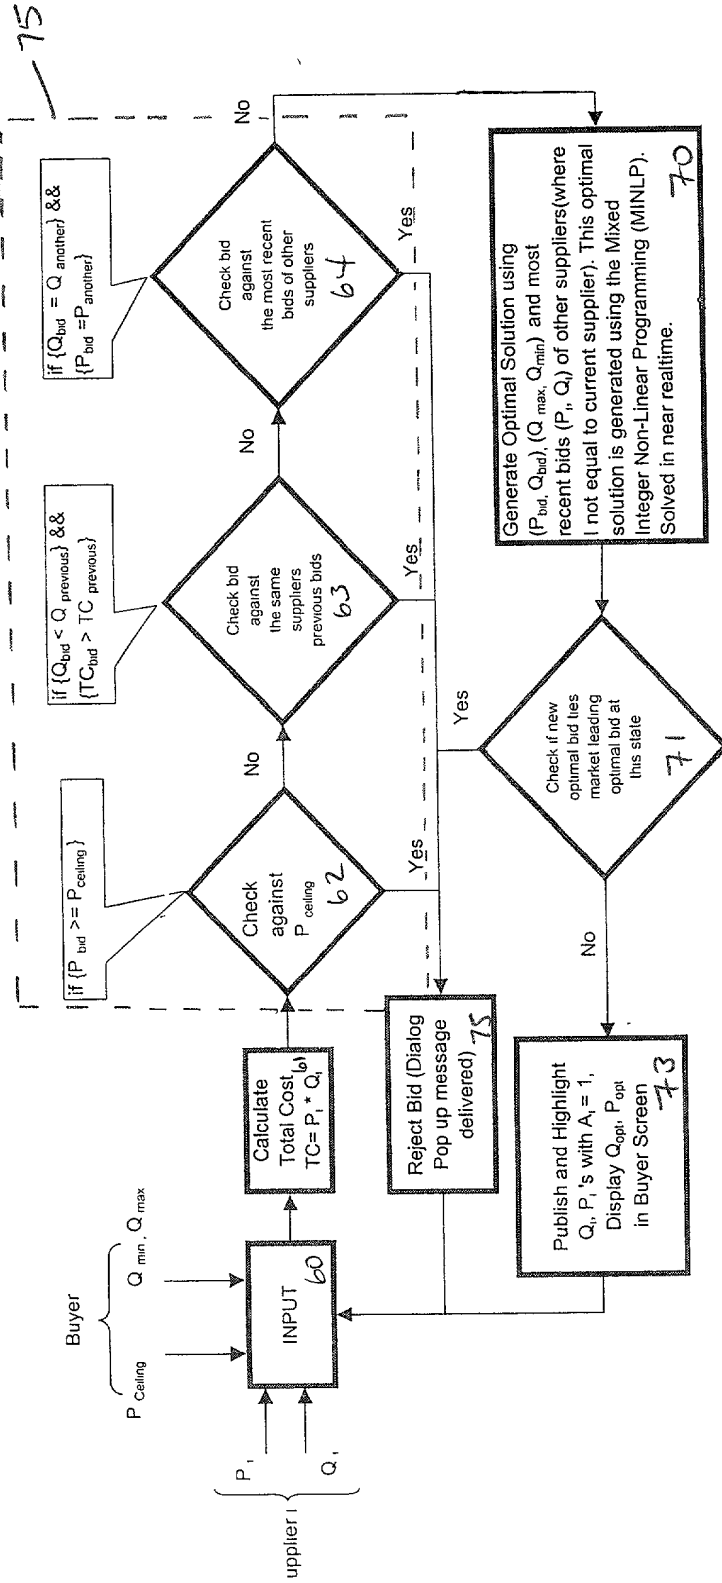 75
if {P bid >= P ceiling }
if {Q bid < Q previous} &&
{TC bid > TC previous}
if {Q bid = Q another} &&
{P bid =P another}
Buyer
P Ceiling
Q min , Q max
P I
Q I
upplier I
INPUT
60
Calculate
Total Cost 61
TC= P I * Q I
Check
against
P ceiling
62
No
Yes
Check bid
against
the same
suppliers
previous bids
63
No
Yes
Check bid
against
the most recent
bids of other
suppliers
64
No
Yes
Reject Bid (Dialog
Pop up message
delivered)
75
Generate Optimal Solution using
(P bid, Q bid), (Q max, Q min) and most
recent bids (P I, Q I) of other suppliers(where
I not equal to current supplier). This optimal
solution is generated using the Mixed
Integer Non-Linear Programming (MINLP).
Solved in near realtime.
70
Check if new
optimal bid ties
market leading
optimal bid at
this state
71
Yes
No
Publish and Highlight
Q I, P I 's with A I = 1,
Display Q opt, P opt
in Buyer Screen
73